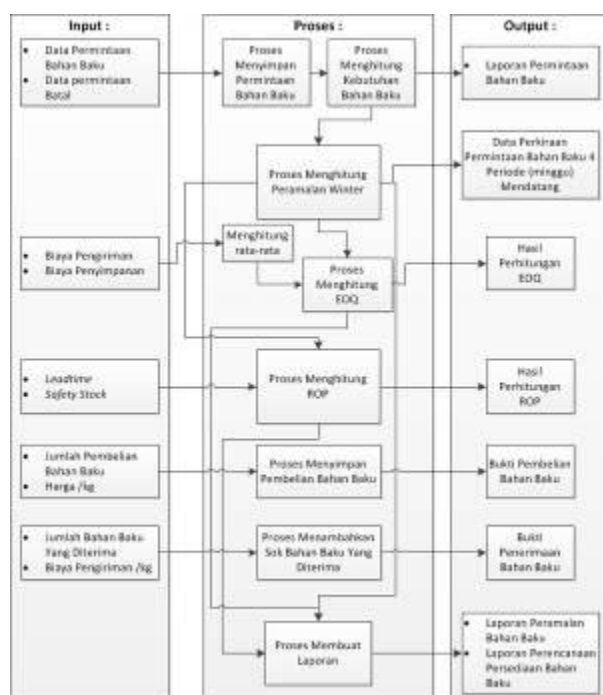 Input :
Proses :
Output :
• Data Permintaan
Bahan Baku
• Data permintaan
Batal
Proses
Menyimpan
Permintaan
Bahan Baku
Proses
Menghitung
Kebutuhan
Bahan Baku
• Laporan Permintaan
Bahan Baku
Proses Menghitung
Peramalan Winter
Data Perkiraan
Permintaan Bahan Baku 4
Periode (minggu)
Mendatang
• Biaya Pengiriman
• Biaya Penyimpanan
Menghitung
rata-rata
Proses
Menghitung
EOQ
Hasil
Perhitungan
EOQ
• Leadtime
• Safety Stock
Proses Menghitung
ROP
Hasil
Perhitungan
ROP
• Jumlah Pembelian
Bahan Baku
• Harga /kg
Proses Menyimpan
Pembelian Bahan Baku
Bukti Pembelian
Bahan Baku
• Jumlah Bahan Baku
Yang Diterima
• Biaya Pengiriman /kg
Proses Menambahkan
Sok Bahan Baku Yang
Diterima
Bukti
Penerimaan
Bahan Baku
Proses Membuat
Laporan
• Laporan Peramalan
Bahan Baku
• Laporan Perencanaan
Persediaan Bahan
Baku